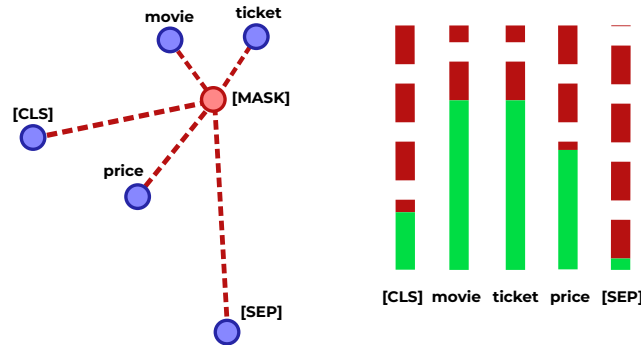 movie
ticket
[CLS]
[MASK]
price
[SEP]
[CLS] movie ticket price [SEP]